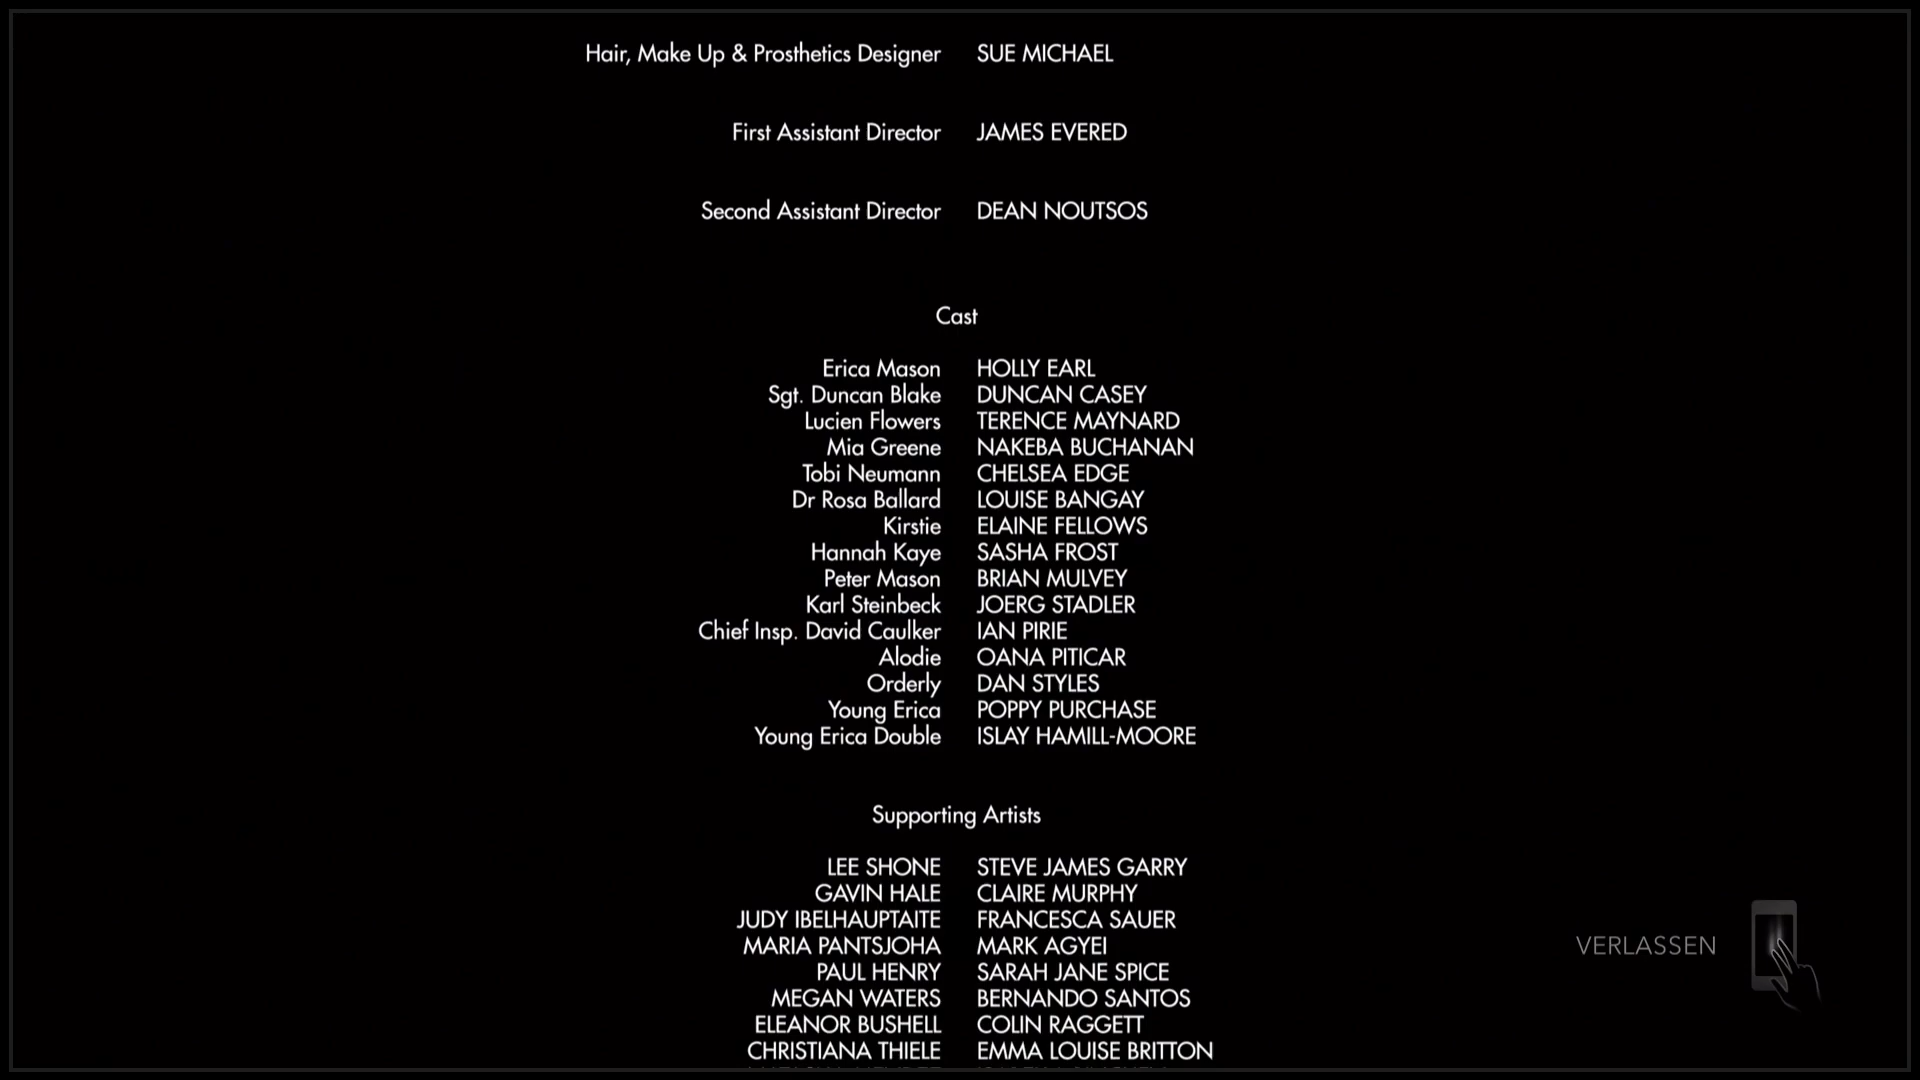 Hair, Make Up & Prosthetics Designer SUE MICHAEL
First Assistant Director JAMES EVERED
Second Assistant Director DEAN NOUTSOS
Cast
Erica Mason HOLLY EARL
Sgt. Duncan Blake DUNCAN CASEY
Lucien Flowers TERENCE MAYNARD
Mia Greene NAKEBA BUCHANAN
Tobi Neumann CHELSEA EDGE
Dr Rosa Ballard LOUISE BANGAY
Kirstie ELAINE FELLOWS
Hannah Kaye SASHA FROST
Peter Mason BRIAN MULVEY
Karl Steinbeck JOERG STADLER
Chief Insp. David Caulker IAN PIRIE
Alodie OANA PITICAR
Orderly DAN STYLES
Young Erica POPPY PURCHASE
Young Erica Double ISLAY HAMILL-MOORE
Supporting Artists
LEE SHONE STEVE JAMES GARRY
GAVIN HALE CLAIRE MURPHY
JUDY IBELHAUPTAITE FRANCESCA SAUER
MARIA PANTSJOHA MARK AGYEI
PAUL HENRY SARAH JANE SPICE
MEGAN WATERS BERNANDO SANTOS
ELEANOR BUSHELL COLIN RAGGETT
CHRISTIANA THIELE EMMA LOUISE BRITTON
VERLASSEN